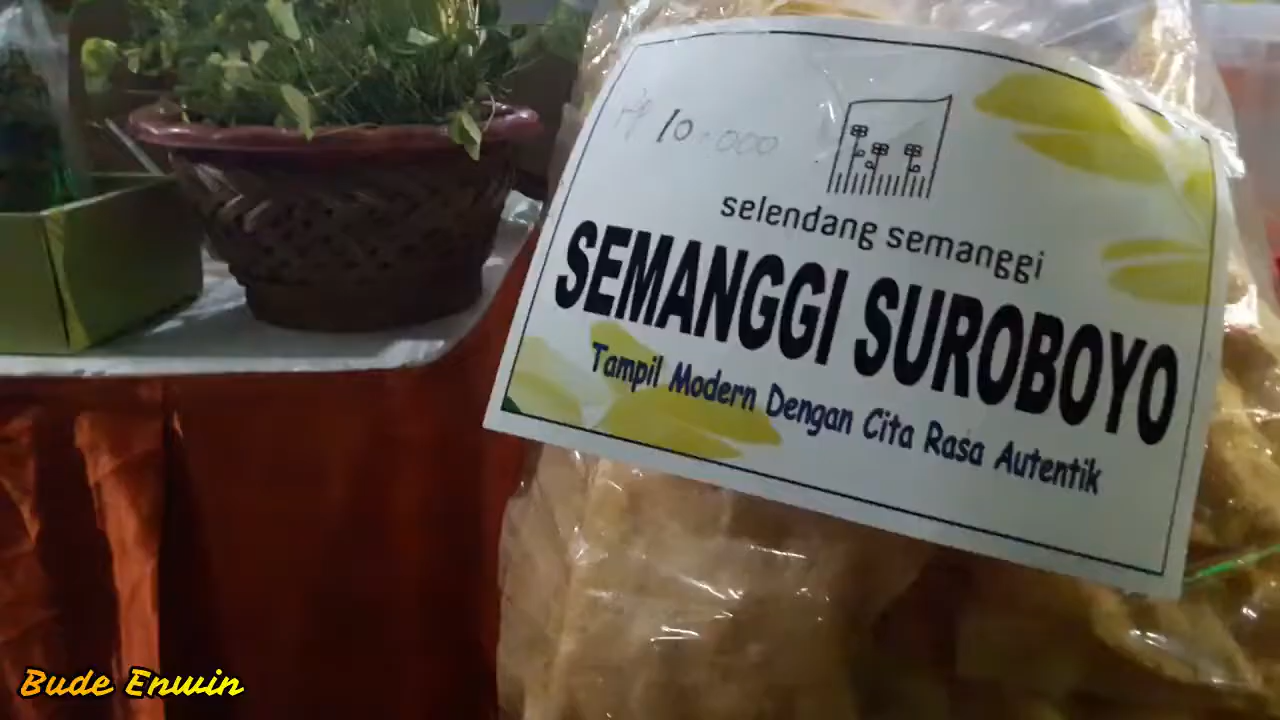 Rp 10.000
selendang semanggi
SEMANGGI SUROBOYO
Tampil Modern Dengan Cita Rasa Autentik
Bude Enwin